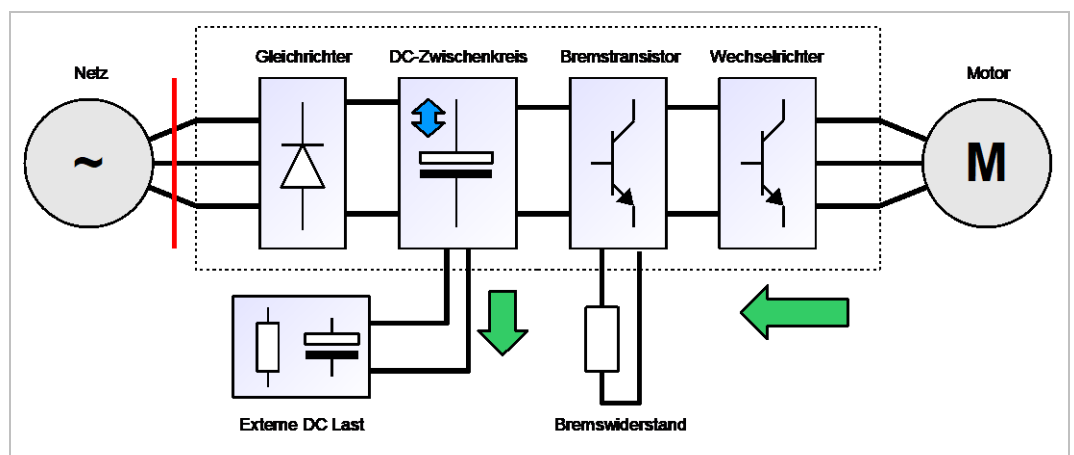 Netz
Gleichrichter
DC-Zwischenkreis
Bremstransistor
Wechselrichter
Motor
~
M
Externe DC Last
Bremswiderstand